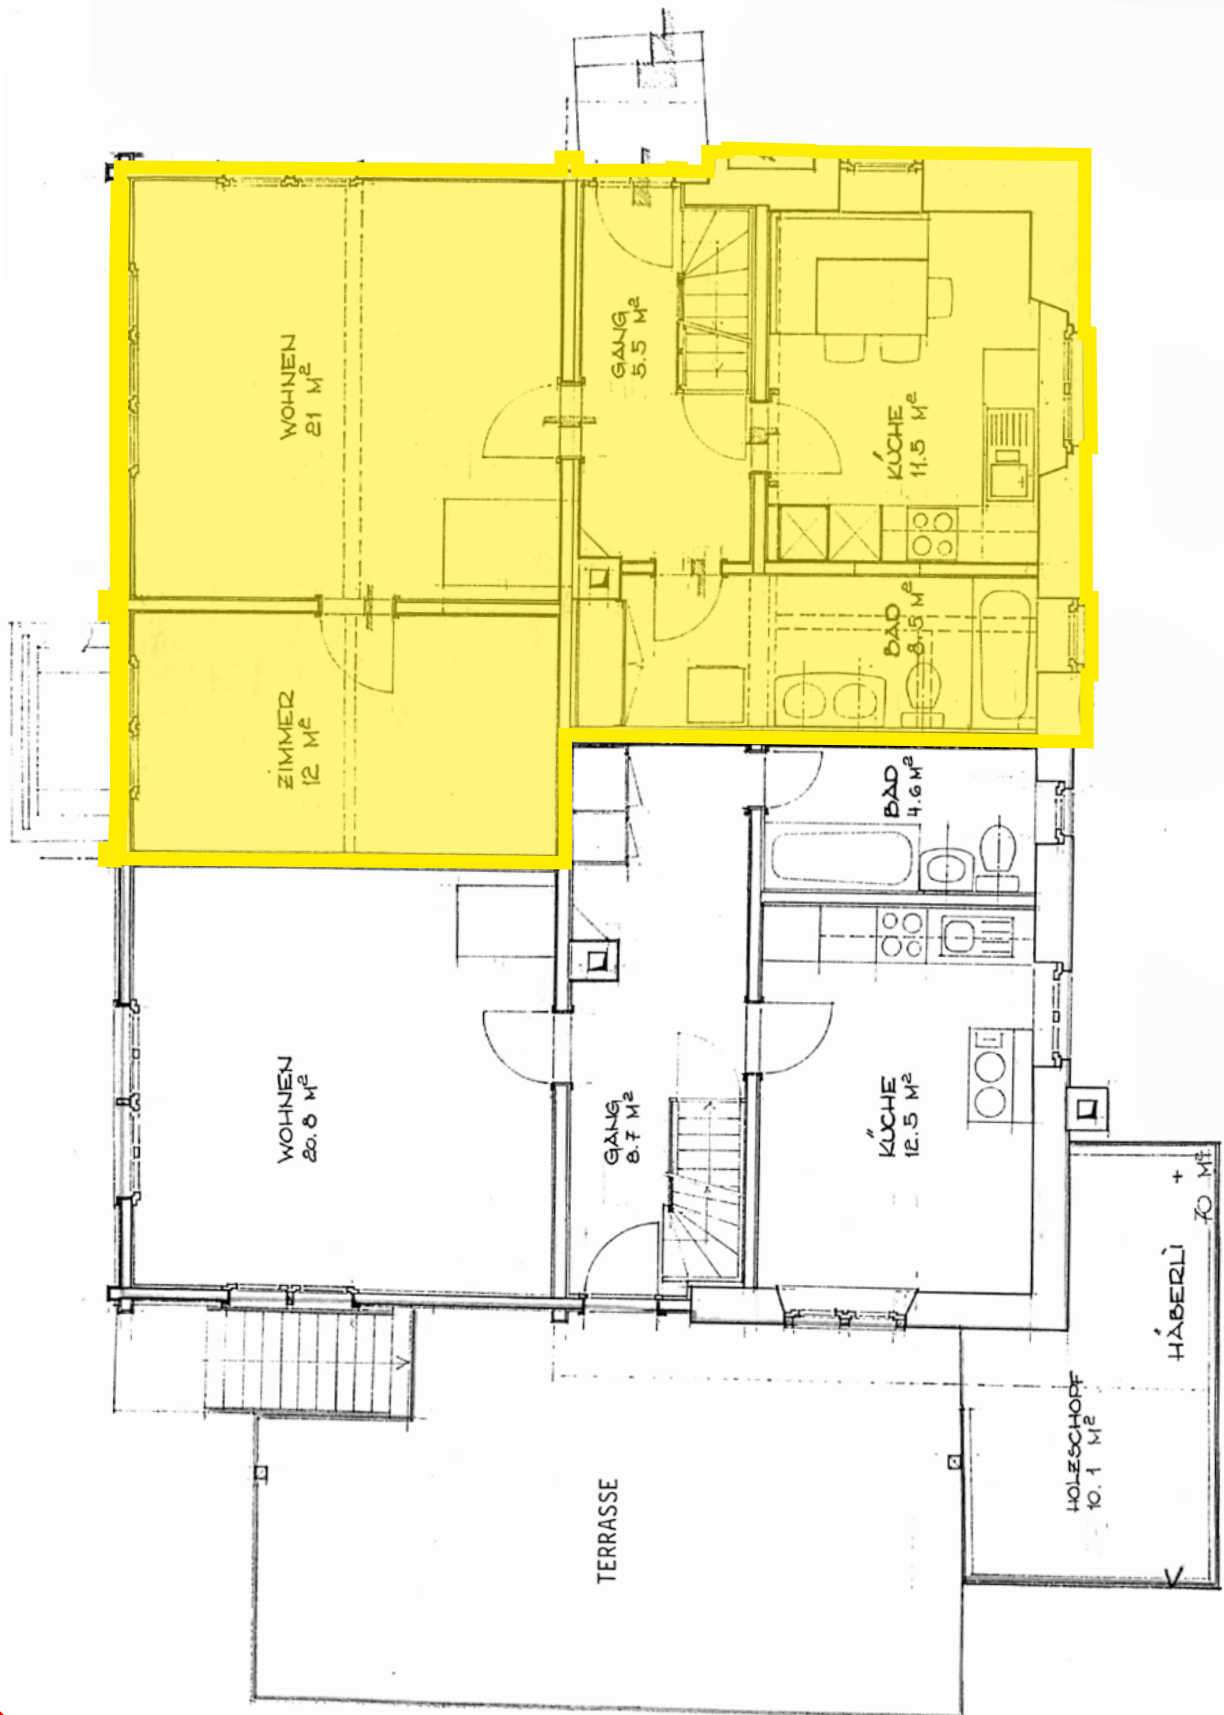 WOHNEN
21 M²
GANG
5.5 M²
KÜCHE
11.5 M²
ZIMMER
12 M²
BAD
8.5 M²
BAD
4.6 M²
WOHNEN
20.8 M²
GANG
8.7 M²
KÜCHE
12.5 M²
TERRASSE
HOLZSCHOPF
10.1 M²
HÄBERLI +
70 M²